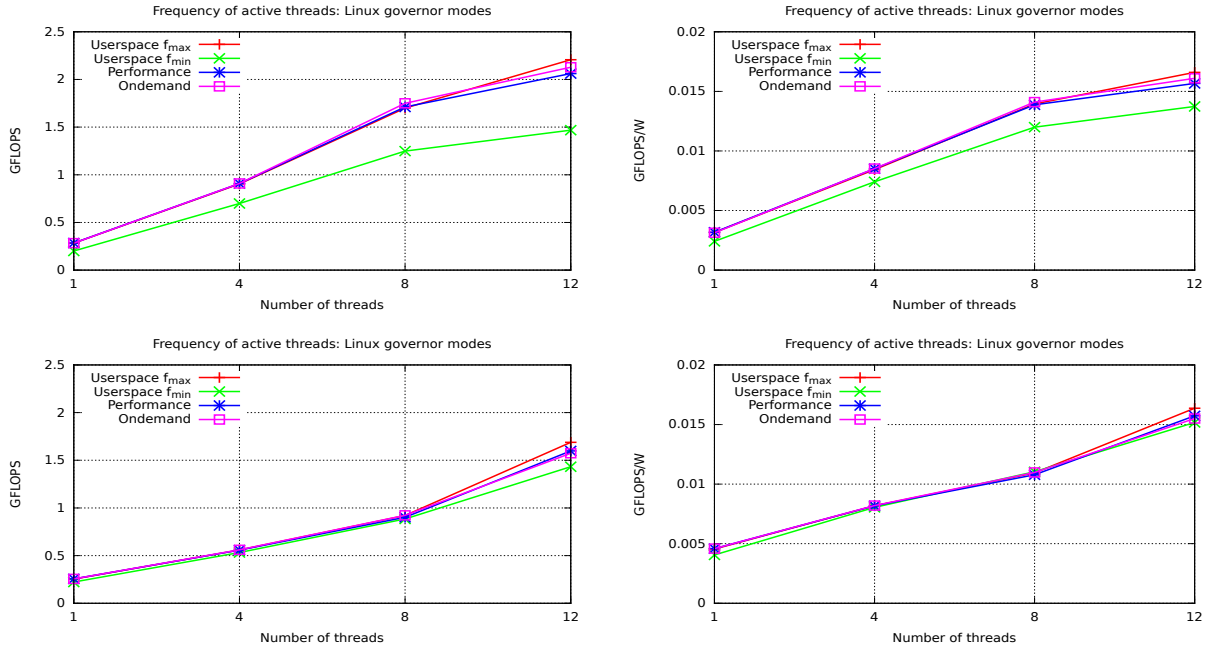 Frequency of active threads: Linux governor modes
GFLOPS
2.5
2
1.5
1
0.5
0
Userspace fmax
Userspace fmin
Performance
Ondemand
1 4 8 12
Number of threads
Frequency of active threads: Linux governor modes
GFLOPS/W
0.02
0.015
0.01
0.005
0
Userspace fmax
Userspace fmin
Performance
Ondemand
1 4 8 12
Number of threads
Frequency of active threads: Linux governor modes
GFLOPS
2.5
2
1.5
1
0.5
0
Userspace fmax
Userspace fmin
Performance
Ondemand
1 4 8 12
Number of threads
Frequency of active threads: Linux governor modes
GFLOPS/W
0.02
0.015
0.01
0.005
0
Userspace fmax
Userspace fmin
Performance
Ondemand
1 4 8 12
Number of threads